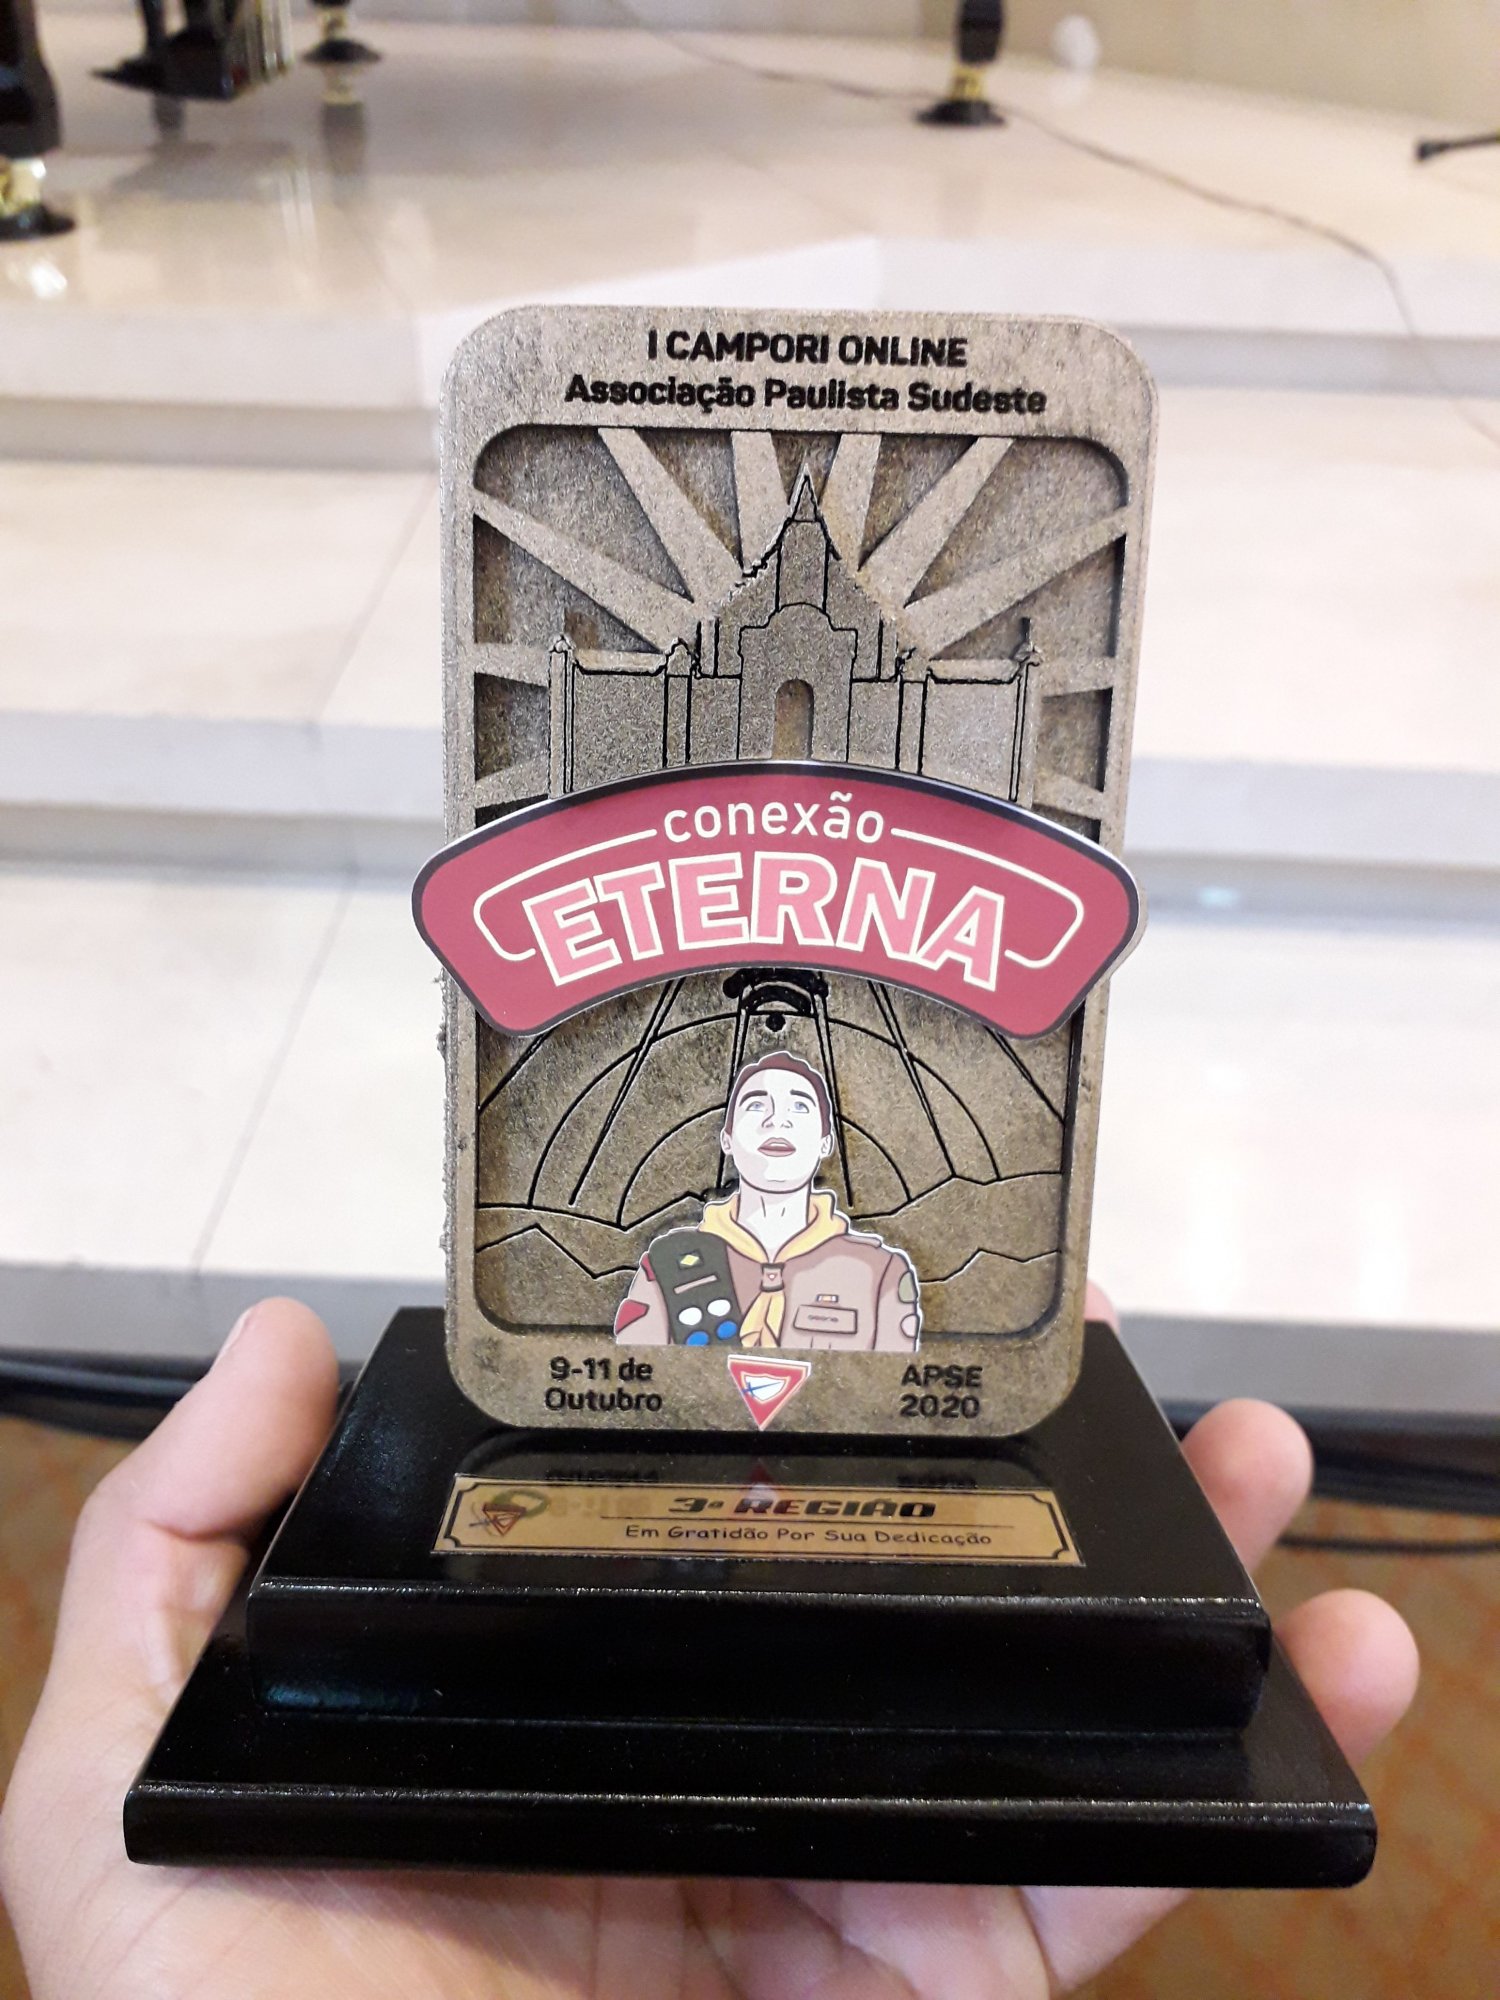 I CAMPORI ONLINE
Associação Paulista Sudeste
conexão
ETERNA
9-11 de
Outubro
APSE
2020
3ª REGIÃO
Em Gratidão Por Sua Dedicação